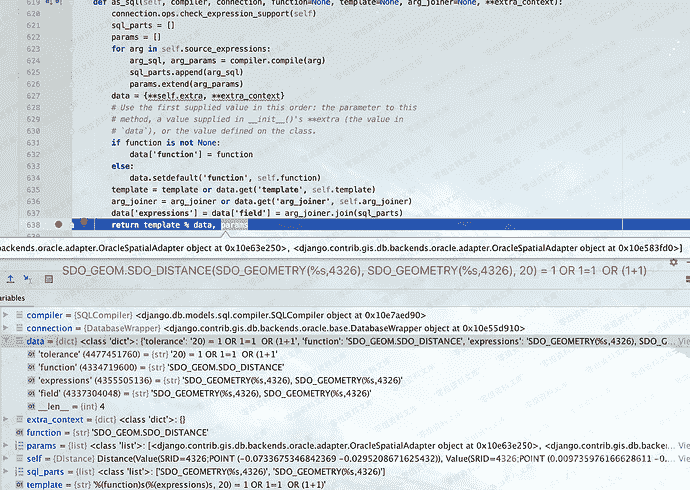 619 def as_sql(self, compiler, connection, function=None, template=None, arg_joiner=None, **extra_context):
620 connection.ops.check_expression_support(self)
621 sql_parts = []
622 params = []
623 for arg in self.source_expressions:
624 arg_sql, arg_params = compiler.compile(arg)
625 sql_parts.append(arg_sql)
626 params.extend(arg_params)
627 data = {**self.extra, **extra_context}
628 # Use the first supplied value in this order: the parameter to this
629 # method, a value supplied in __init__()'s **extra (the value in
630 # `data`), or the value defined on the class.
631 if function is not None:
632 data['function'] = function
633 else:
634 data.setdefault('function', self.function)
635 template = template or data.get('template', self.template)
636 arg_joiner = arg_joiner or data.get('arg_joiner', self.arg_joiner)
637 data['expressions'] = data['field'] = arg_joiner.join(sql_parts)
638 return template % data, params
backends.oracle.adapter.OracleSpatialAdapter object at 0x10e63e250>, <django.contrib.gis.db.backends.oracle.adapter.OracleSpatialAdapter object at 0x10e583fd0>]
SDO_GEOM.SDO_DISTANCE(SDO_GEOMETRY(%s,4326), SDO_GEOMETRY(%s,4326), 20) = 1 OR 1=1 OR (1+1)
ariables
compiler = {SQLCompiler} <django.db.models.sql.compiler.SQLCompiler object at 0x10e7aed90>
connection = {DatabaseWrapper} <django.contrib.gis.db.backends.oracle.base.DatabaseWrapper object at 0x10e55d910>
data = {dict} <class 'dict'>: {'tolerance': '20) = 1 OR 1=1 OR (1+1', 'function': 'SDO_GEOM.SDO_DISTANCE', 'expressions': 'SDO_GEOMETRY(%s,4326), SDO_G... Vie
'tolerance' (4477451760) = {str} '20) = 1 OR 1=1 OR (1+1'
'function' (4334719600) = {str} 'SDO_GEOM.SDO_DISTANCE'
'expressions' (4355505136) = {str} 'SDO_GEOMETRY(%s,4326), SDO_GEOMETRY(%s,4326)'
'field' (4337304048) = {str} 'SDO_GEOMETRY(%s,4326), SDO_GEOMETRY(%s,4326)'
__len__ = {int} 4
extra_context = {dict} <class 'dict'>: {}
function = {str} 'SDO_GEOM.SDO_DISTANCE'
params = {list} <class 'list'>: [<django.contrib.gis.db.backends.oracle.adapter.OracleSpatialAdapter object at 0x10e63e250>, <django.contrib.gis.db.backen... Vie
self = {Distance} Distance(Value(SRID=4326;POINT (-0.0733675346842369 -0.0295208671625432)), Value(SRID=4326;POINT (0.009735976166628611 -0... Vie
sql_parts = {list} <class 'list'>: ['SDO_GEOMETRY(%s,4326)', 'SDO_GEOMETRY(%s,4326)']
template = {str} '%(function)s(%(expressions)s, 20) = 1 OR 1=1 OR (1+1)'